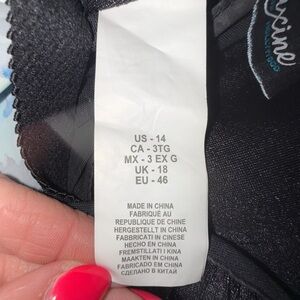 US - 14
CA - 3TG
MX - 3 EX G
UK - 18
EU - 46
MADE IN CHINA
FABRIQUÉ AU
REPUBLIQUE DE CHINE
HERGESTELLT IN CHINA
FABBRICATI IN CINESE
HECHO EN CHINA
FREMSTILLATI I KINA
MAAKTEN IN CHINA
FABRICADO EM CHINA
СДЕЛАНО В КИТАЙ